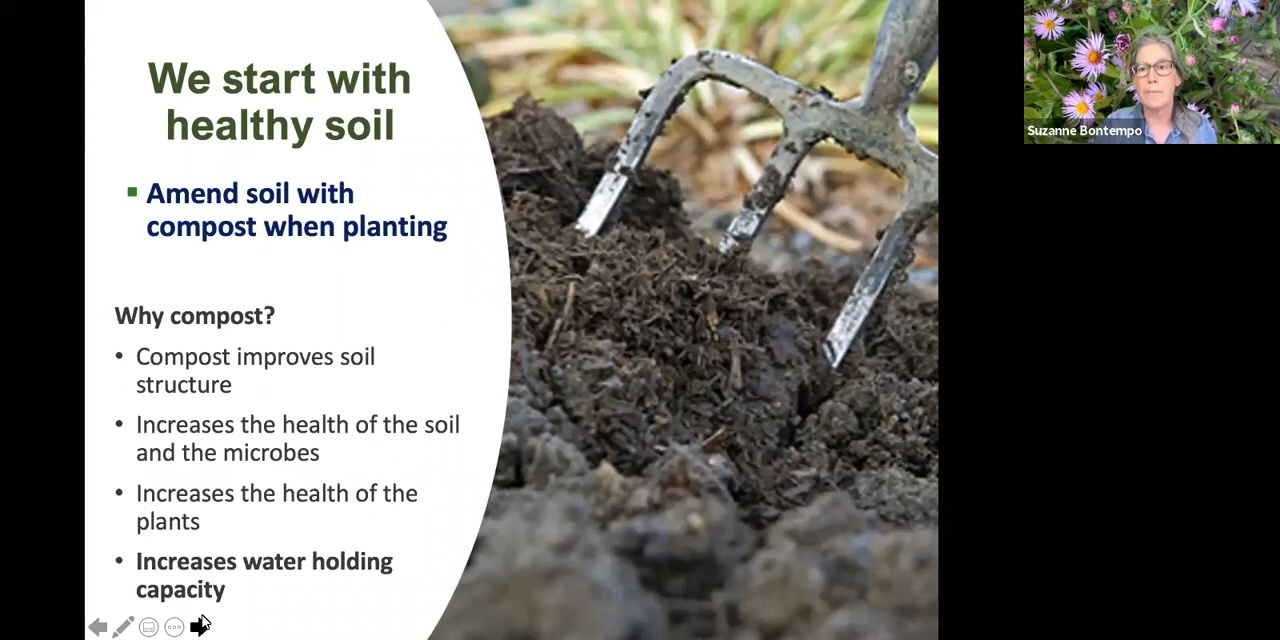 We start with
healthy soil
▪ Amend soil with
compost when planting
Why compost?
• Compost improves soil
structure
• Increases the health of the soil
and the microbes
• Increases the health of the
plants
• Increases water holding
capacity
Suzanne Bontempo